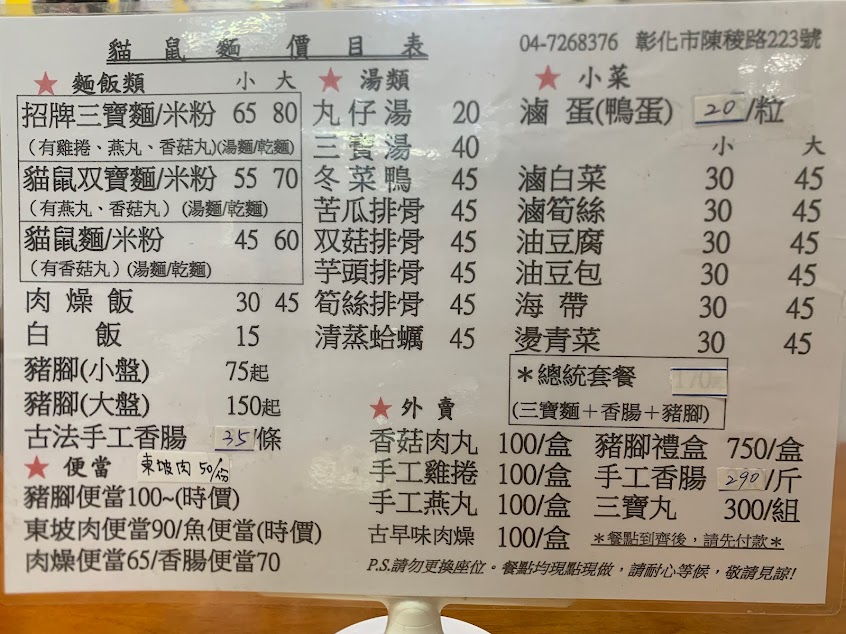 貓鼠麵價目表
04-7268376 彰化市陳稜路223號
★麵飯類 小 大
招牌三寶麵/米粉 65 80
(有雞捲、燕丸、香菇丸)(湯麵/乾麵)
貓鼠双寶麵/米粉 55 70
(有燕丸、香菇丸)(湯麵/乾麵)
貓鼠麵/米粉 45 60
(有香菇丸)(湯麵/乾麵)
肉燥飯 30 45
白飯 15
豬腳(小盤) 75起
豬腳(大盤) 150起
古法手工香腸 35/條
★便當 東坡肉50/份
豬腳便當100~(時價)
東坡肉便當90/魚便當(時價)
肉燥便當65/香腸便當70
★湯類
丸仔湯 20
三寶湯 40
冬菜鴨 45
苦瓜排骨 45
双菇排骨 45
芋頭排骨 45
筍絲排骨 45
清蒸蛤蠣 45
★小菜
滷蛋(鴨蛋) 20/粒
小 大
滷白菜 30 45
滷筍絲 30 45
油豆腐 30 45
油豆包 30 45
海帶 30 45
燙青菜 30 45
*總統套餐 170
(三寶麵+香腸+豬腳)
★外賣
香菇肉丸 100/盒 豬腳禮盒 750/盒
手工雞捲 100/盒 手工香腸 290/斤
手工燕丸 100/盒 三寶丸 300/組
古早味肉燥 100/盒 *餐點到齊後,請先付款*
P.S.請勿更換座位。餐點均現點現做,請耐心等候,敬請見諒!